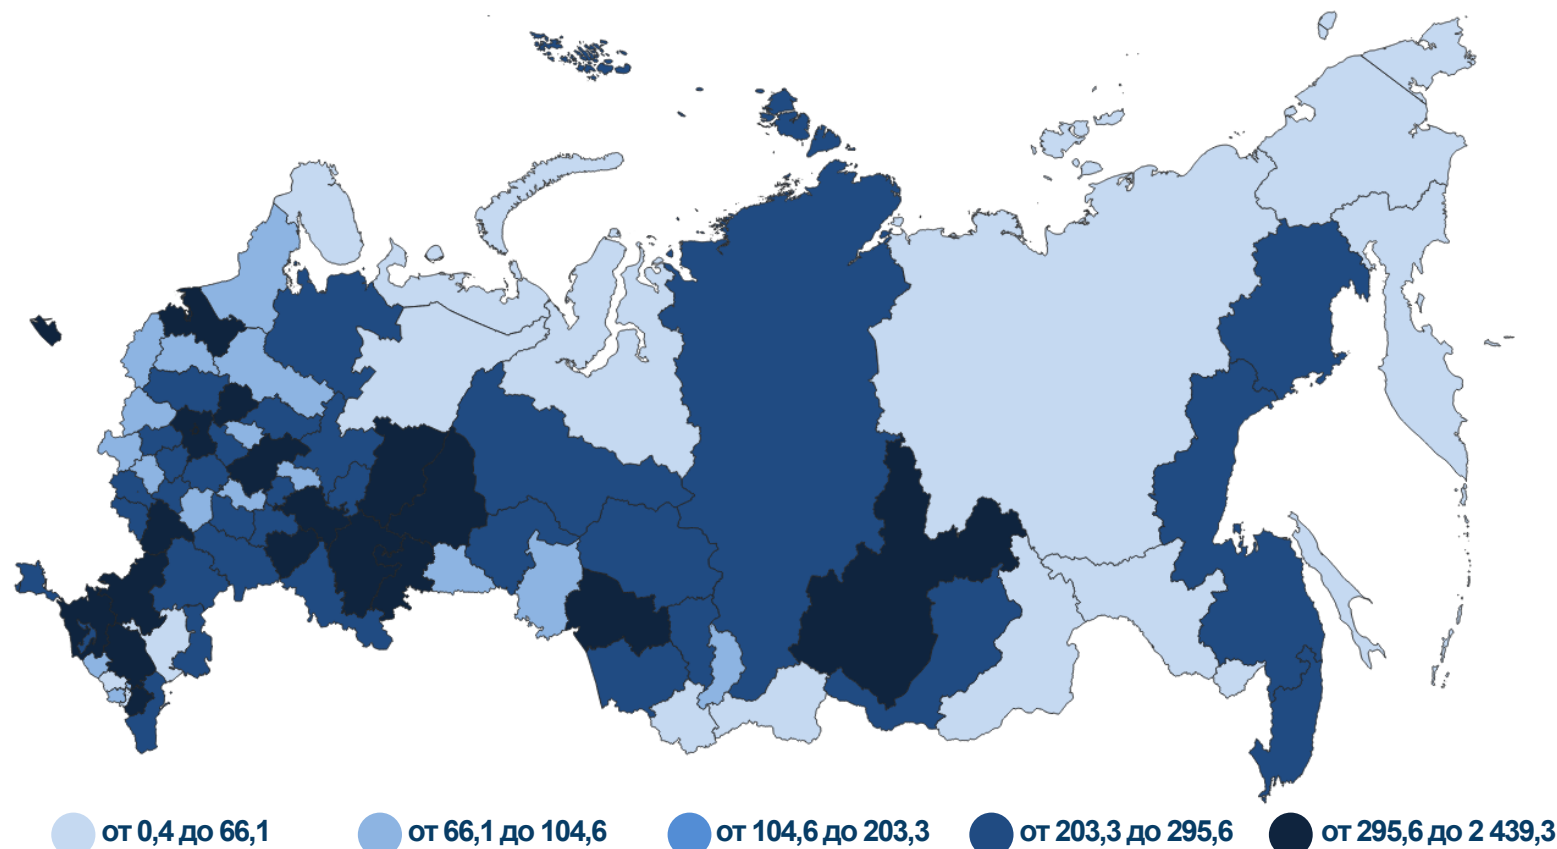 от 0,4 до 66,1
от 66,1 до 104,6
от 104,6 до 203,3
от 203,3 до 295,6
от 295,6 до 2 439,3